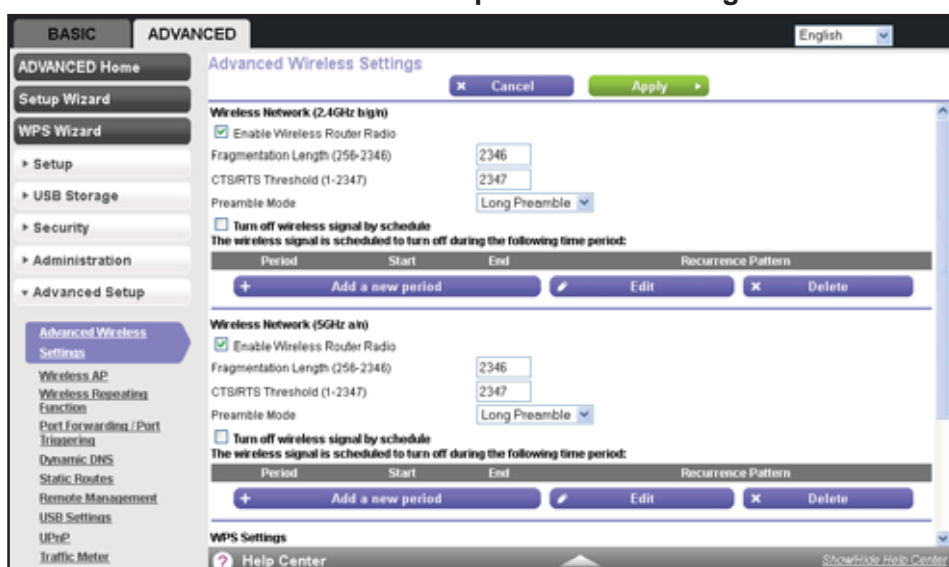 BASIC
ADVANCED
English
ADVANCED Home
Setup Wizard
WPS Wizard
Setup
USB Storage
Security
Administration
Advanced Setup
Advanced Wireless
Settings
Wireless AP
Wireless Repeating
Function
Port Forwarding / Port
Triggering
Dynamic DNS
Static Routes
Remote Management
USB Settings
UPnP
Traffic Meter
Advanced Wireless Settings
Cancel
Apply
Wireless Network (2.4GHz b/g/n)
Enable Wireless Router Radio
Fragmentation Length (256-2346) 2346
CTS/RTS Threshold (1-2347) 2347
Preamble Mode Long Preamble
Turn off wireless signal by schedule
The wireless signal is scheduled to turn off during the following time period:
Period Start End Recurrence Pattern
+ Add a new period Edit Delete
Wireless Network (5GHz a/n)
Enable Wireless Router Radio
Fragmentation Length (256-2346) 2346
CTS/RTS Threshold (1-2347) 2347
Preamble Mode Long Preamble
Turn off wireless signal by schedule
The wireless signal is scheduled to turn off during the following time period:
Period Start End Recurrence Pattern
+ Add a new period Edit Delete
WPS Settings
? Help Center
Show/Hide Help Center